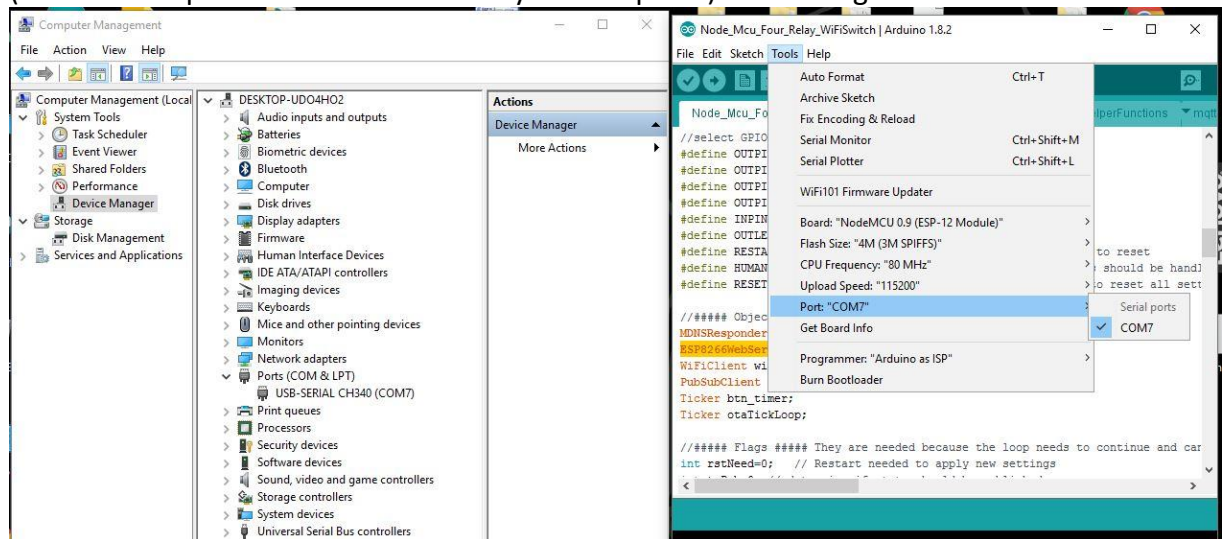 Computer Management
File Action View Help
Computer Management (Local
System Tools
Task Scheduler
Event Viewer
Shared Folders
Performance
Device Manager
Storage
Disk Management
Services and Applications
DESKTOP-UDO4HO2
Audio inputs and outputs
Batteries
Biometric devices
Bluetooth
Computer
Disk drives
Display adapters
Firmware
Human Interface Devices
IDE ATA/ATAPI controllers
Imaging devices
Keyboards
Mice and other pointing devices
Monitors
Network adapters
Ports (COM & LPT)
USB-SERIAL CH340 (COM7)
Print queues
Processors
Security devices
Software devices
Sound, video and game controllers
Storage controllers
System devices
Universal Serial Bus controllers
Actions
Device Manager
More Actions
Node_Mcu_Four_Relay_WiFiSwitch | Arduino 1.8.2
File Edit Sketch Tools Help
Auto Format Ctrl+T
Archive Sketch
Fix Encoding & Reload
Serial Monitor Ctrl+Shift+M
Serial Plotter Ctrl+Shift+L
WiFi101 Firmware Updater
Board: "NodeMCU 0.9 (ESP-12 Module)"
Flash Size: "4M (3M SPIFFS)"
CPU Frequency: "80 MHz"
Upload Speed: "115200"
Port: "COM7"
Get Board Info
Programmer: "Arduino as ISP"
Burn Bootloader
Serial ports
COM7
Node_Mcu_Fo elperFunctions mqtt
//select GPIO
#define OUTPI
#define OUTPI
#define OUTPI
#define OUTPI
#define INPIN
#define OUTLE
#define RESTA to reset
#define HUMAN should be handl
#define RESET o reset all sett
//##### Objec
MDNSResponder
ESP8266WebSer
WiFiClient wi
PubSubClient
Ticker btn_timer;
Ticker otaTickLoop;
//##### Flags ##### They are needed because the loop needs to continue and can
int rstNeed=0; // Restart needed to apply new settings